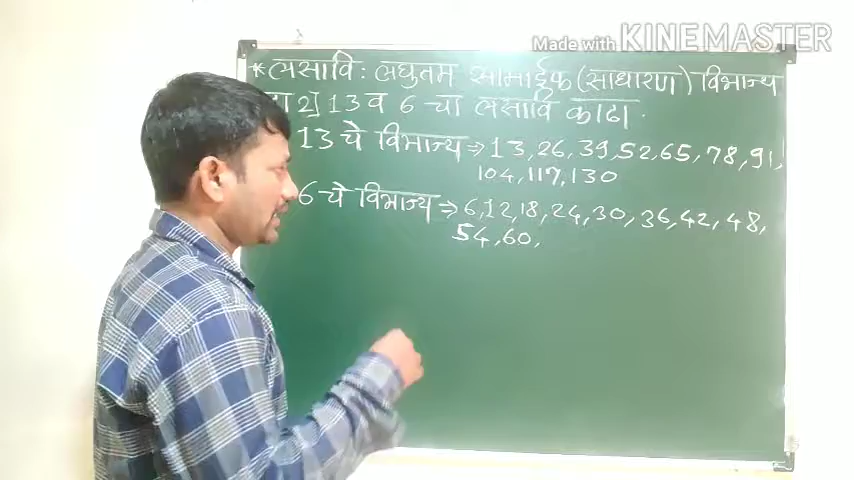 Made with KINEMASTER
* लसावि : लघुतम सामाईक (साधारण) विभाज्य
2] 13 व 6 चा लसावि काढा.
13 चे विभाज्य ⇒ 13, 26, 39, 52, 65, 78, 91,
104, 117, 130
6 चे विभाज्य ⇒ 6, 12, 18, 24, 30, 36, 42, 48,
54, 60,